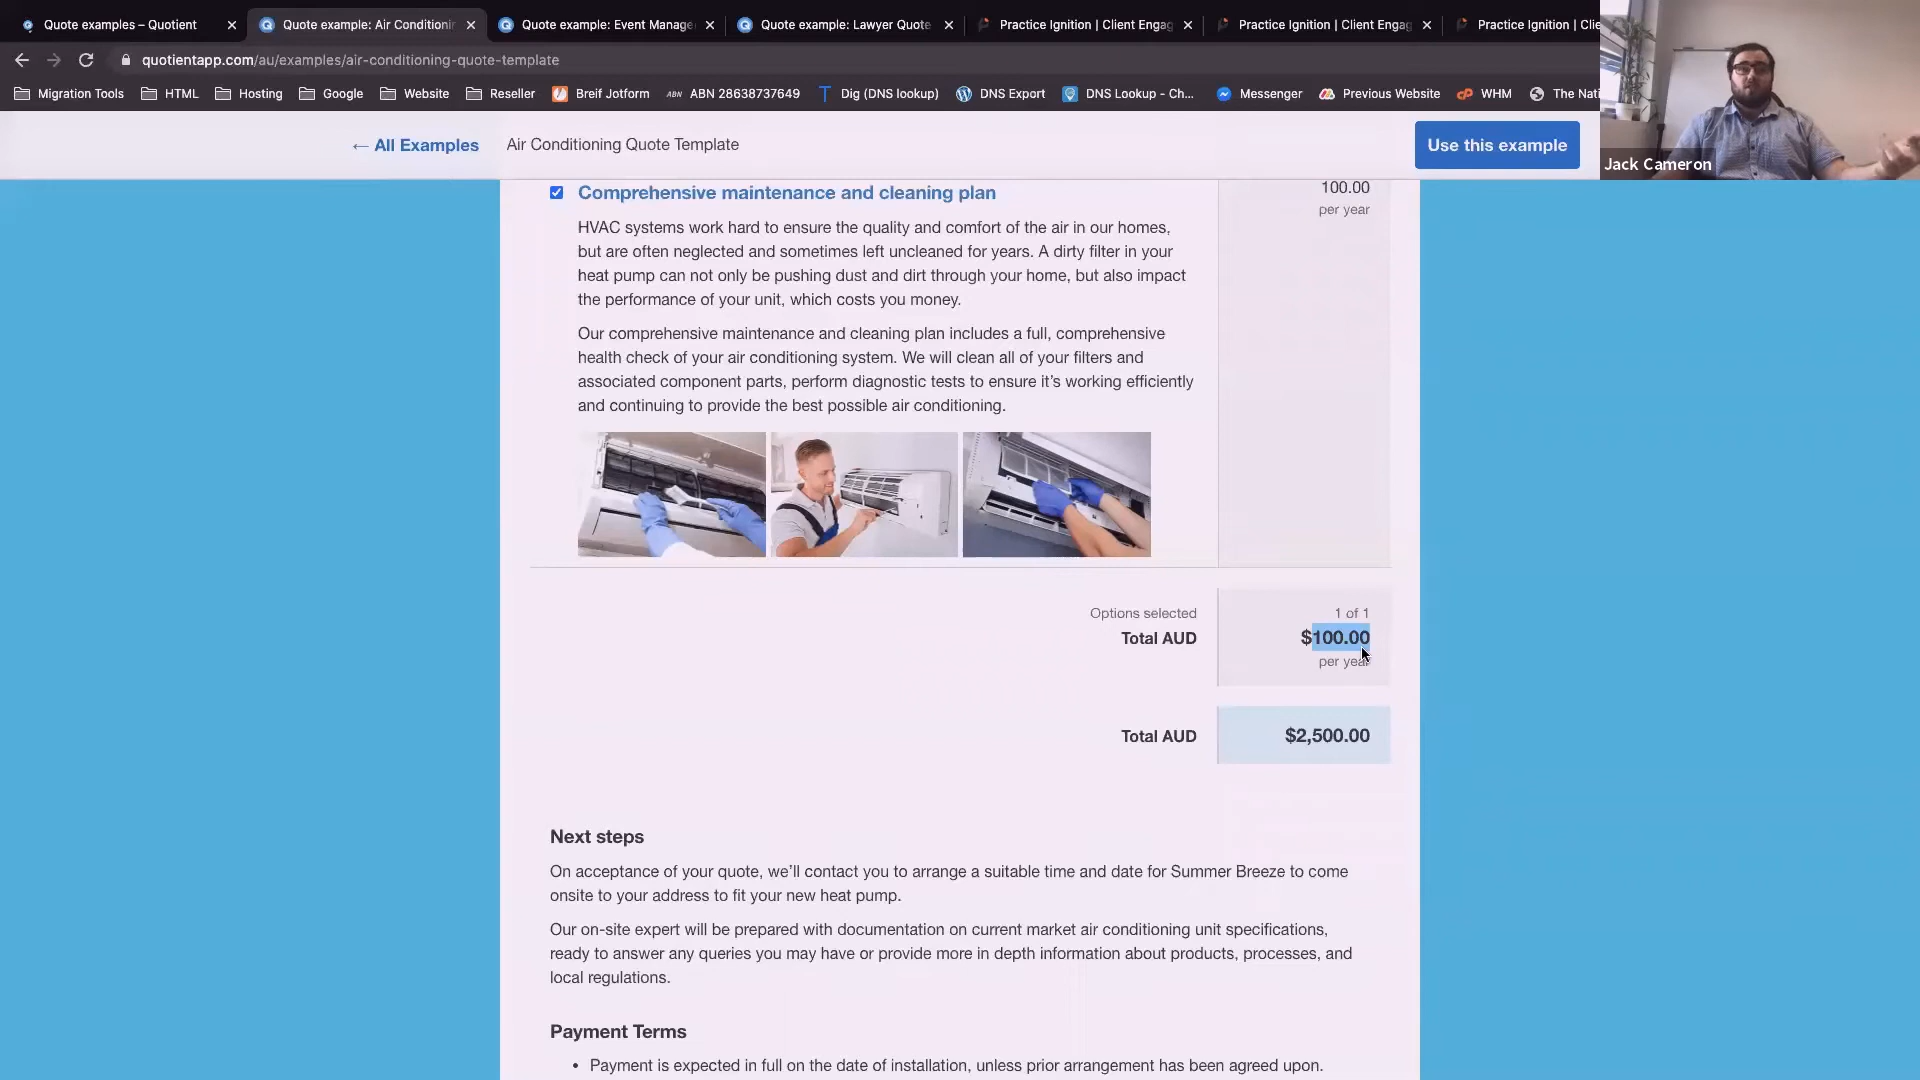 Quote examples – Quotient
Quote example: Air Conditionin
Quote example: Event Manage
Quote example: Lawyer Quote
Practice Ignition | Client Engag
Practice Ignition | Client Engag
Practice Ignition | Clie
quotientapp.com/au/examples/air-conditioning-quote-template
Migration Tools
HTML
Hosting
Google
Website
Reseller
Breif Jotform
ABN ABN 28638737649
Dig (DNS lookup)
DNS Export
DNS Lookup - Ch...
Messenger
Previous Website
cP WHM
The Nati
Jack Cameron
← All Examples
Air Conditioning Quote Template
Use this example
Comprehensive maintenance and cleaning plan
100.00
per year
HVAC systems work hard to ensure the quality and comfort of the air in our homes,
but are often neglected and sometimes left uncleaned for years. A dirty filter in your
heat pump can not only be pushing dust and dirt through your home, but also impact
the performance of your unit, which costs you money.
Our comprehensive maintenance and cleaning plan includes a full, comprehensive
health check of your air conditioning system. We will clean all of your filters and
associated component parts, perform diagnostic tests to ensure it’s working efficiently
and continuing to provide the best possible air conditioning.
Options selected 1 of 1
Total AUD $100.00
per year
Total AUD $2,500.00
Next steps
On acceptance of your quote, we’ll contact you to arrange a suitable time and date for Summer Breeze to come
onsite to your address to fit your new heat pump.
Our on-site expert will be prepared with documentation on current market air conditioning unit specifications,
ready to answer any queries you may have or provide more in depth information about products, processes, and
local regulations.
Payment Terms
• Payment is expected in full on the date of installation, unless prior arrangement has been agreed upon.